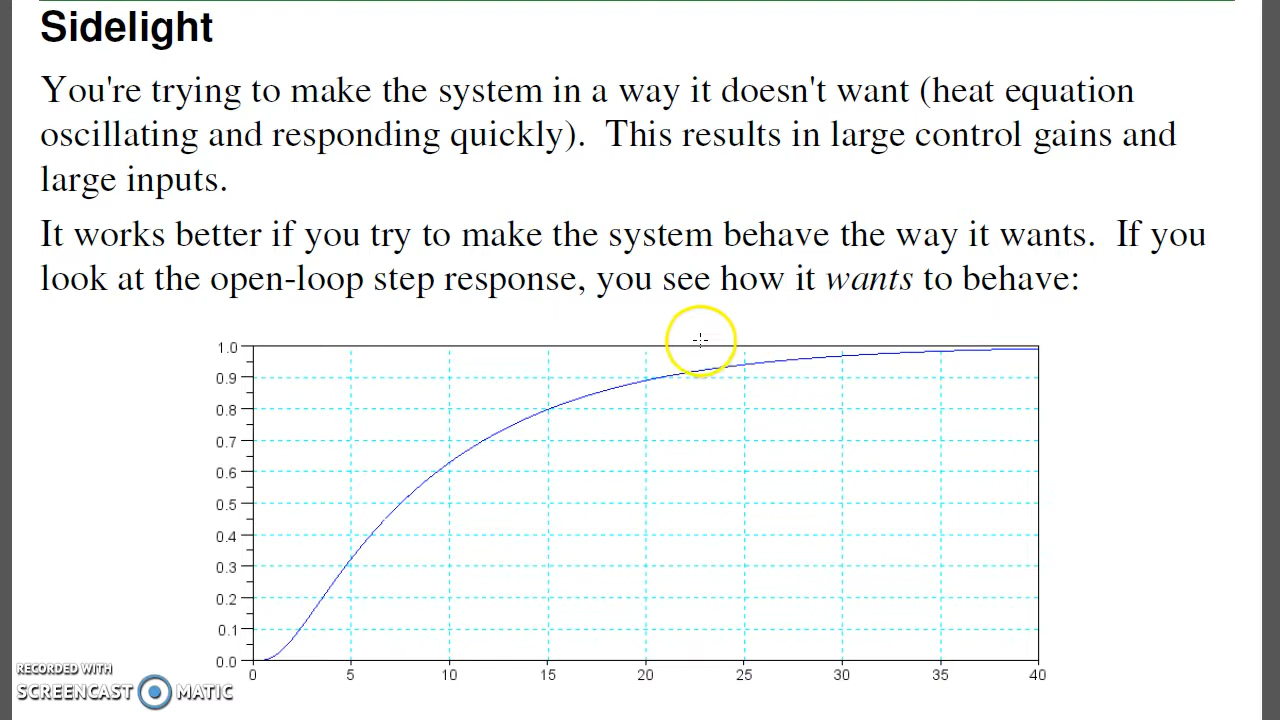 Sidelight
You're trying to make the system in a way it doesn't want (heat equation
oscillating and responding quickly).  This results in large control gains and
large inputs.
It works better if you try to make the system behave the way it wants.  If you
look at the open-loop step response, you see how it wants to behave:
1.0
0.9
0.8
0.7
0.6
0.5
0.4
0.3
0.2
0.1
0.0
0 5 10 15 20 25 30 35 40
RECORDED WITH
SCREENCAST MATIC